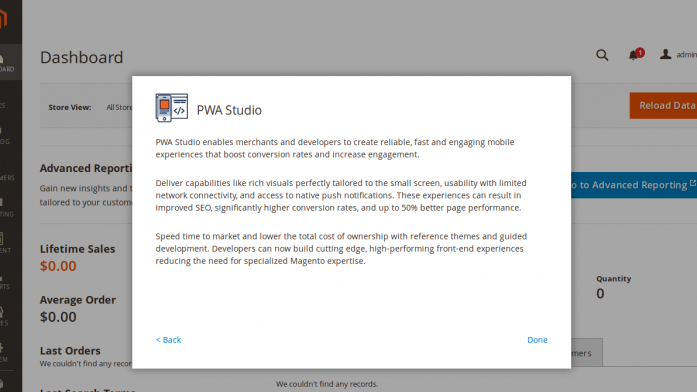 Dashboard
1
admin
Store View: All Store
Reload Data
PWA Studio
PWA Studio enables merchants and developers to create reliable, fast and engaging mobile
experiences that boost conversion rates and increase engagement.
Deliver capabilities like rich visuals perfectly tailored to the small screen, usability with limited
network connectivity, and access to native push notifications. These experiences can result in
improved SEO, significantly higher conversion rates, and up to 50% better page performance.
Speed time to market and lower the total cost of ownership with reference themes and guided
development. Developers can now build cutting edge, high-performing front-end experiences
reducing the need for specialized Magento expertise.
< Back
Done
Advanced Reporti
Gain new insights and t
tailored to your custome
o to Advanced Reporting
Lifetime Sales
$0.00
Average Order
$0.00
Last Orders
We couldn't find any recor
Last Search Terms
Quantity
0
mers
We couldn't find any records.
OARD
ES
LOG
MERS
TING
ENT
RTS
ES
EM